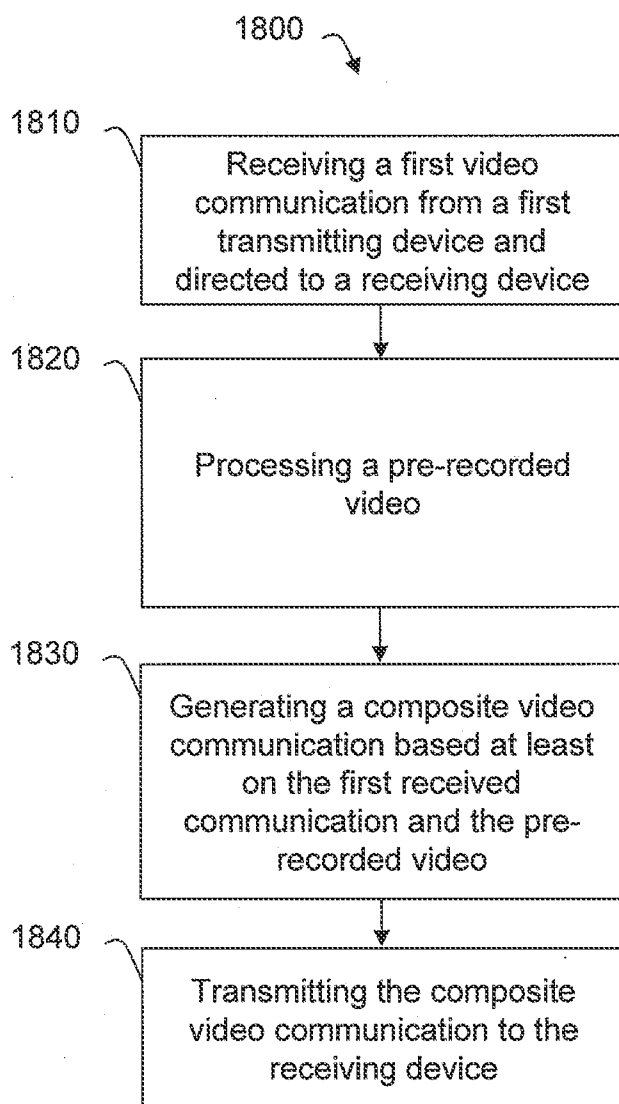 1800
1810
Receiving a first video
communication from a first
transmitting device and
directed to a receiving device
1820
Processing a pre-recorded
video
1830
Generating a composite video
communication based at least
on the first received
communication and the pre-
recorded video
1840
Transmitting the composite
video communication to the
receiving device